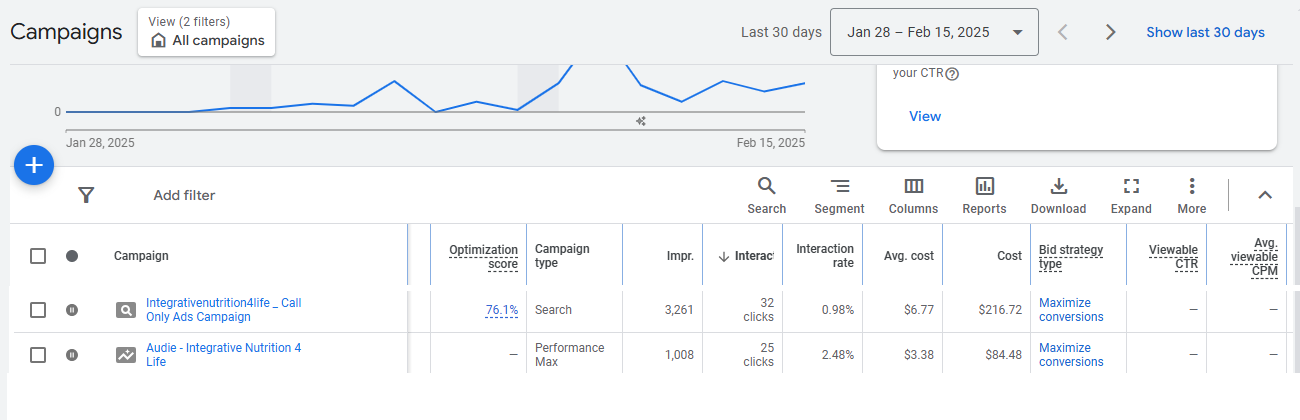 Campaigns
View (2 filters)
All campaigns
Last 30 days
Jan 28 – Feb 15, 2025
Show last 30 days
0
Jan 28, 2025
Feb 15, 2025
your CTR
View
Add filter
Search
Segment
Columns
Reports
Download
Expand
More
Campaign
Optimization
score
Campaign
type
Impr.
Interac
Interaction
rate
Avg. cost
Cost
Bid strategy
type
Viewable
CTR
Avg.
viewable
CPM
Integrativenutrition4life _ Call
Only Ads Campaign
76.1%
Search
3,261
32
clicks
0.98%
$6.77
$216.72
Maximize
conversions
—
—
Audie - Integrative Nutrition 4
Life
—
Performance
Max
1,008
25
clicks
2.48%
$3.38
$84.48
Maximize
conversions
—
—